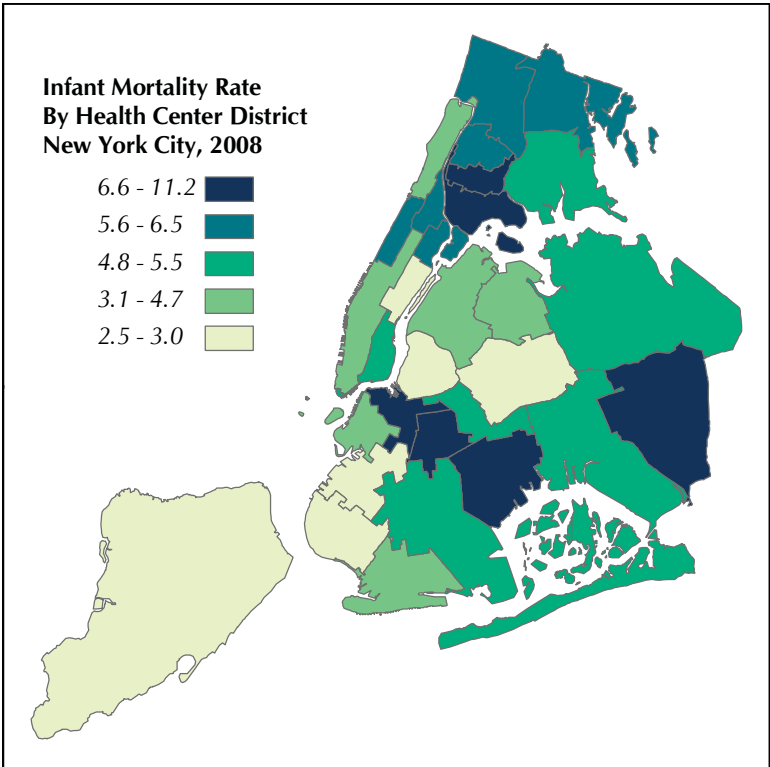 Infant Mortality Rate
By Health Center District
New York City, 2008
6.6 - 11.2
5.6 - 6.5
4.8 - 5.5
3.1 - 4.7
2.5 - 3.0